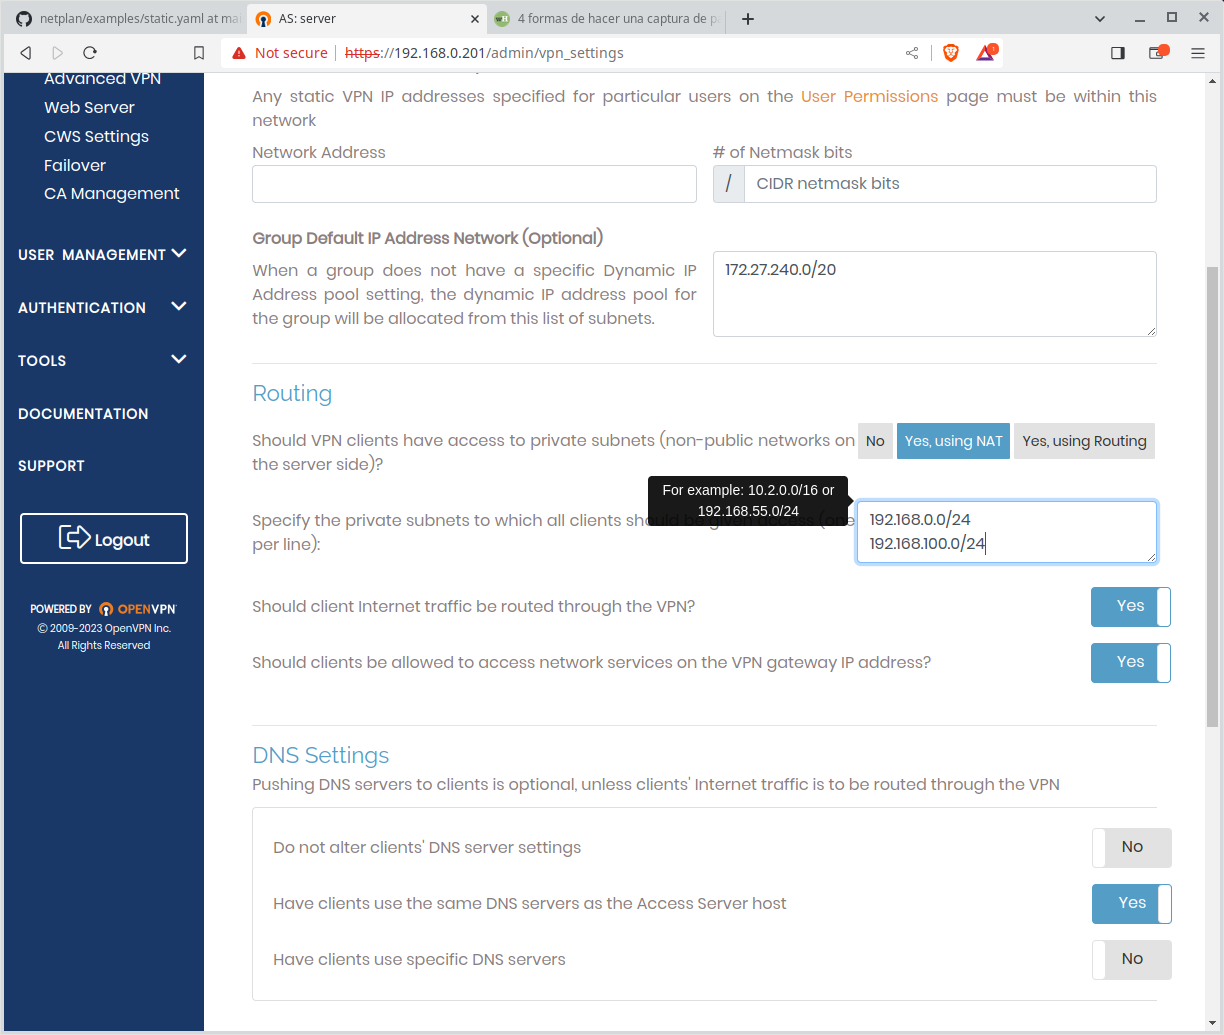 netplan/examples/static.yaml at mai
AS: server
4 formas de hacer una captura de pa
Not secure
https://192.168.0.201/admin/vpn_settings
1
Advanced VPN
Web Server
CWS Settings
Failover
CA Management
USER MANAGEMENT
AUTHENTICATION
TOOLS
DOCUMENTATION
SUPPORT
Logout
POWERED BY OPENVPN
© 2009-2023 OpenVPN Inc.
All Rights Reserved
Any static VPN IP addresses specified for particular users on the User Permissions page must be within this
network
Network Address
# of Netmask bits
/
CIDR netmask bits
Group Default IP Address Network (Optional)
When a group does not have a specific Dynamic IP
Address pool setting, the dynamic IP address pool for
the group will be allocated from this list of subnets.
172.27.240.0/20
Routing
Should VPN clients have access to private subnets (non-public networks on
the server side)?
No
Yes, using NAT
Yes, using Routing
For example: 10.2.0.0/16 or
192.168.55.0/24
Specify the private subnets to which all clients should be given access (one
per line):
192.168.0.0/24
192.168.100.0/24
Should client Internet traffic be routed through the VPN?
Yes
Should clients be allowed to access network services on the VPN gateway IP address?
Yes
DNS Settings
Pushing DNS servers to clients is optional, unless clients' Internet traffic is to be routed through the VPN
Do not alter clients' DNS server settings
No
Have clients use the same DNS servers as the Access Server host
Yes
Have clients use specific DNS servers
No